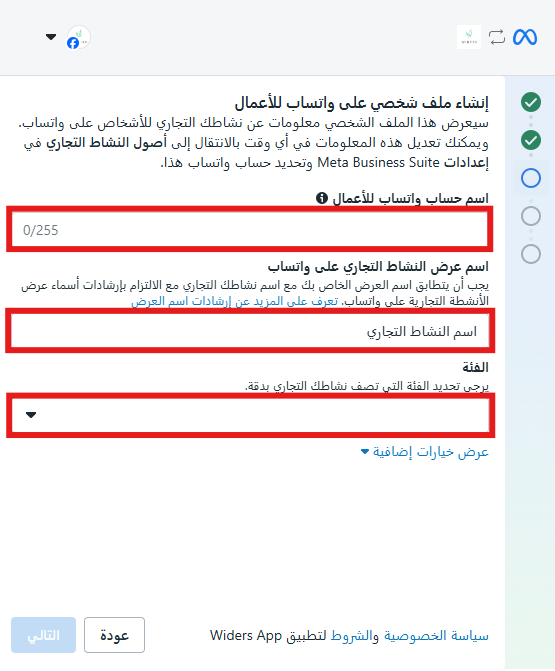 إنشاء ملف شخصي على واتساب للأعمال
سيعرض هذا الملف الشخصي معلومات عن نشاطك التجاري للأشخاص على واتساب.
ويمكنك تعديل هذه المعلومات في أي وقت بالانتقال إلى أصول النشاط التجاري في
إعدادات Meta Business Suite وتحديد حساب واتساب هذا.
اسم حساب واتساب للأعمال
0/255
اسم عرض النشاط التجاري على واتساب
يجب أن يتطابق اسم العرض الخاص بك مع اسم نشاطك التجاري مع الالتزام بإرشادات أسماء عرض
الأنشطة التجارية على واتساب. تعرف على المزيد عن إرشادات اسم العرض
اسم النشاط التجاري
الفئة
يرجى تحديد الفئة التي تصف نشاطك التجاري بدقة.
عرض خيارات إضافية
سياسة الخصوصية والشروط لتطبيق Widers App
عودة
التالي